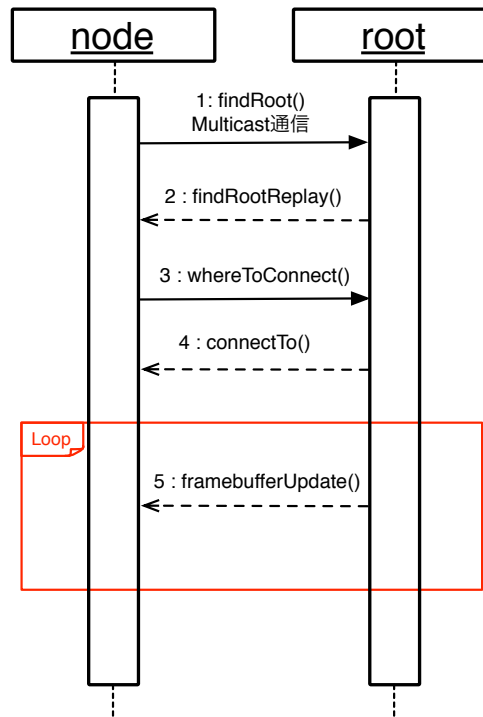 node
root
1: findRoot()
Multicast通信
2 : findRootReplay()
3 : whereToConnect()
4 : connectTo()
Loop
5 : framebufferUpdate()